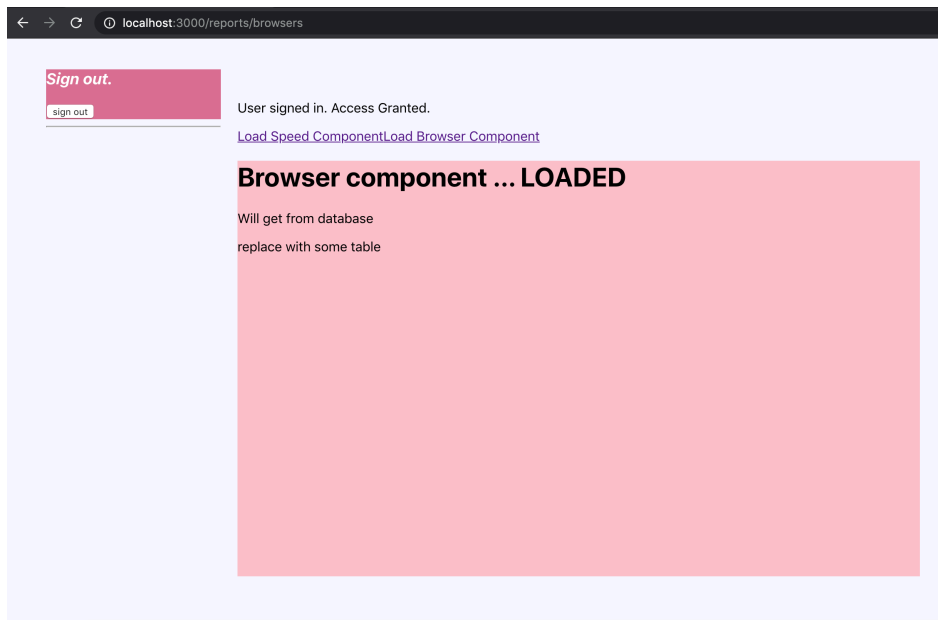 localhost:3000/reports/browsers
Sign out.
sign out
User signed in. Access Granted.
Load Speed ComponentLoad Browser Component
Browser component ... LOADED
Will get from database
replace with some table